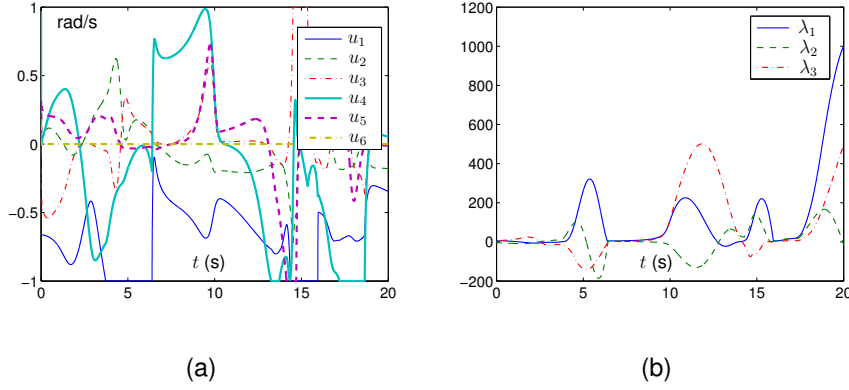 rad/s
1
0.5
0
−0.5
−1
0 5 10 15 20
t (s)
u₁
u₂
u₃
u₄
u₅
u₆
(a)
1200
1000
800
600
400
200
0
−200
0 5 10 15 20
t (s)
λ₁
λ₂
λ₃
(b)